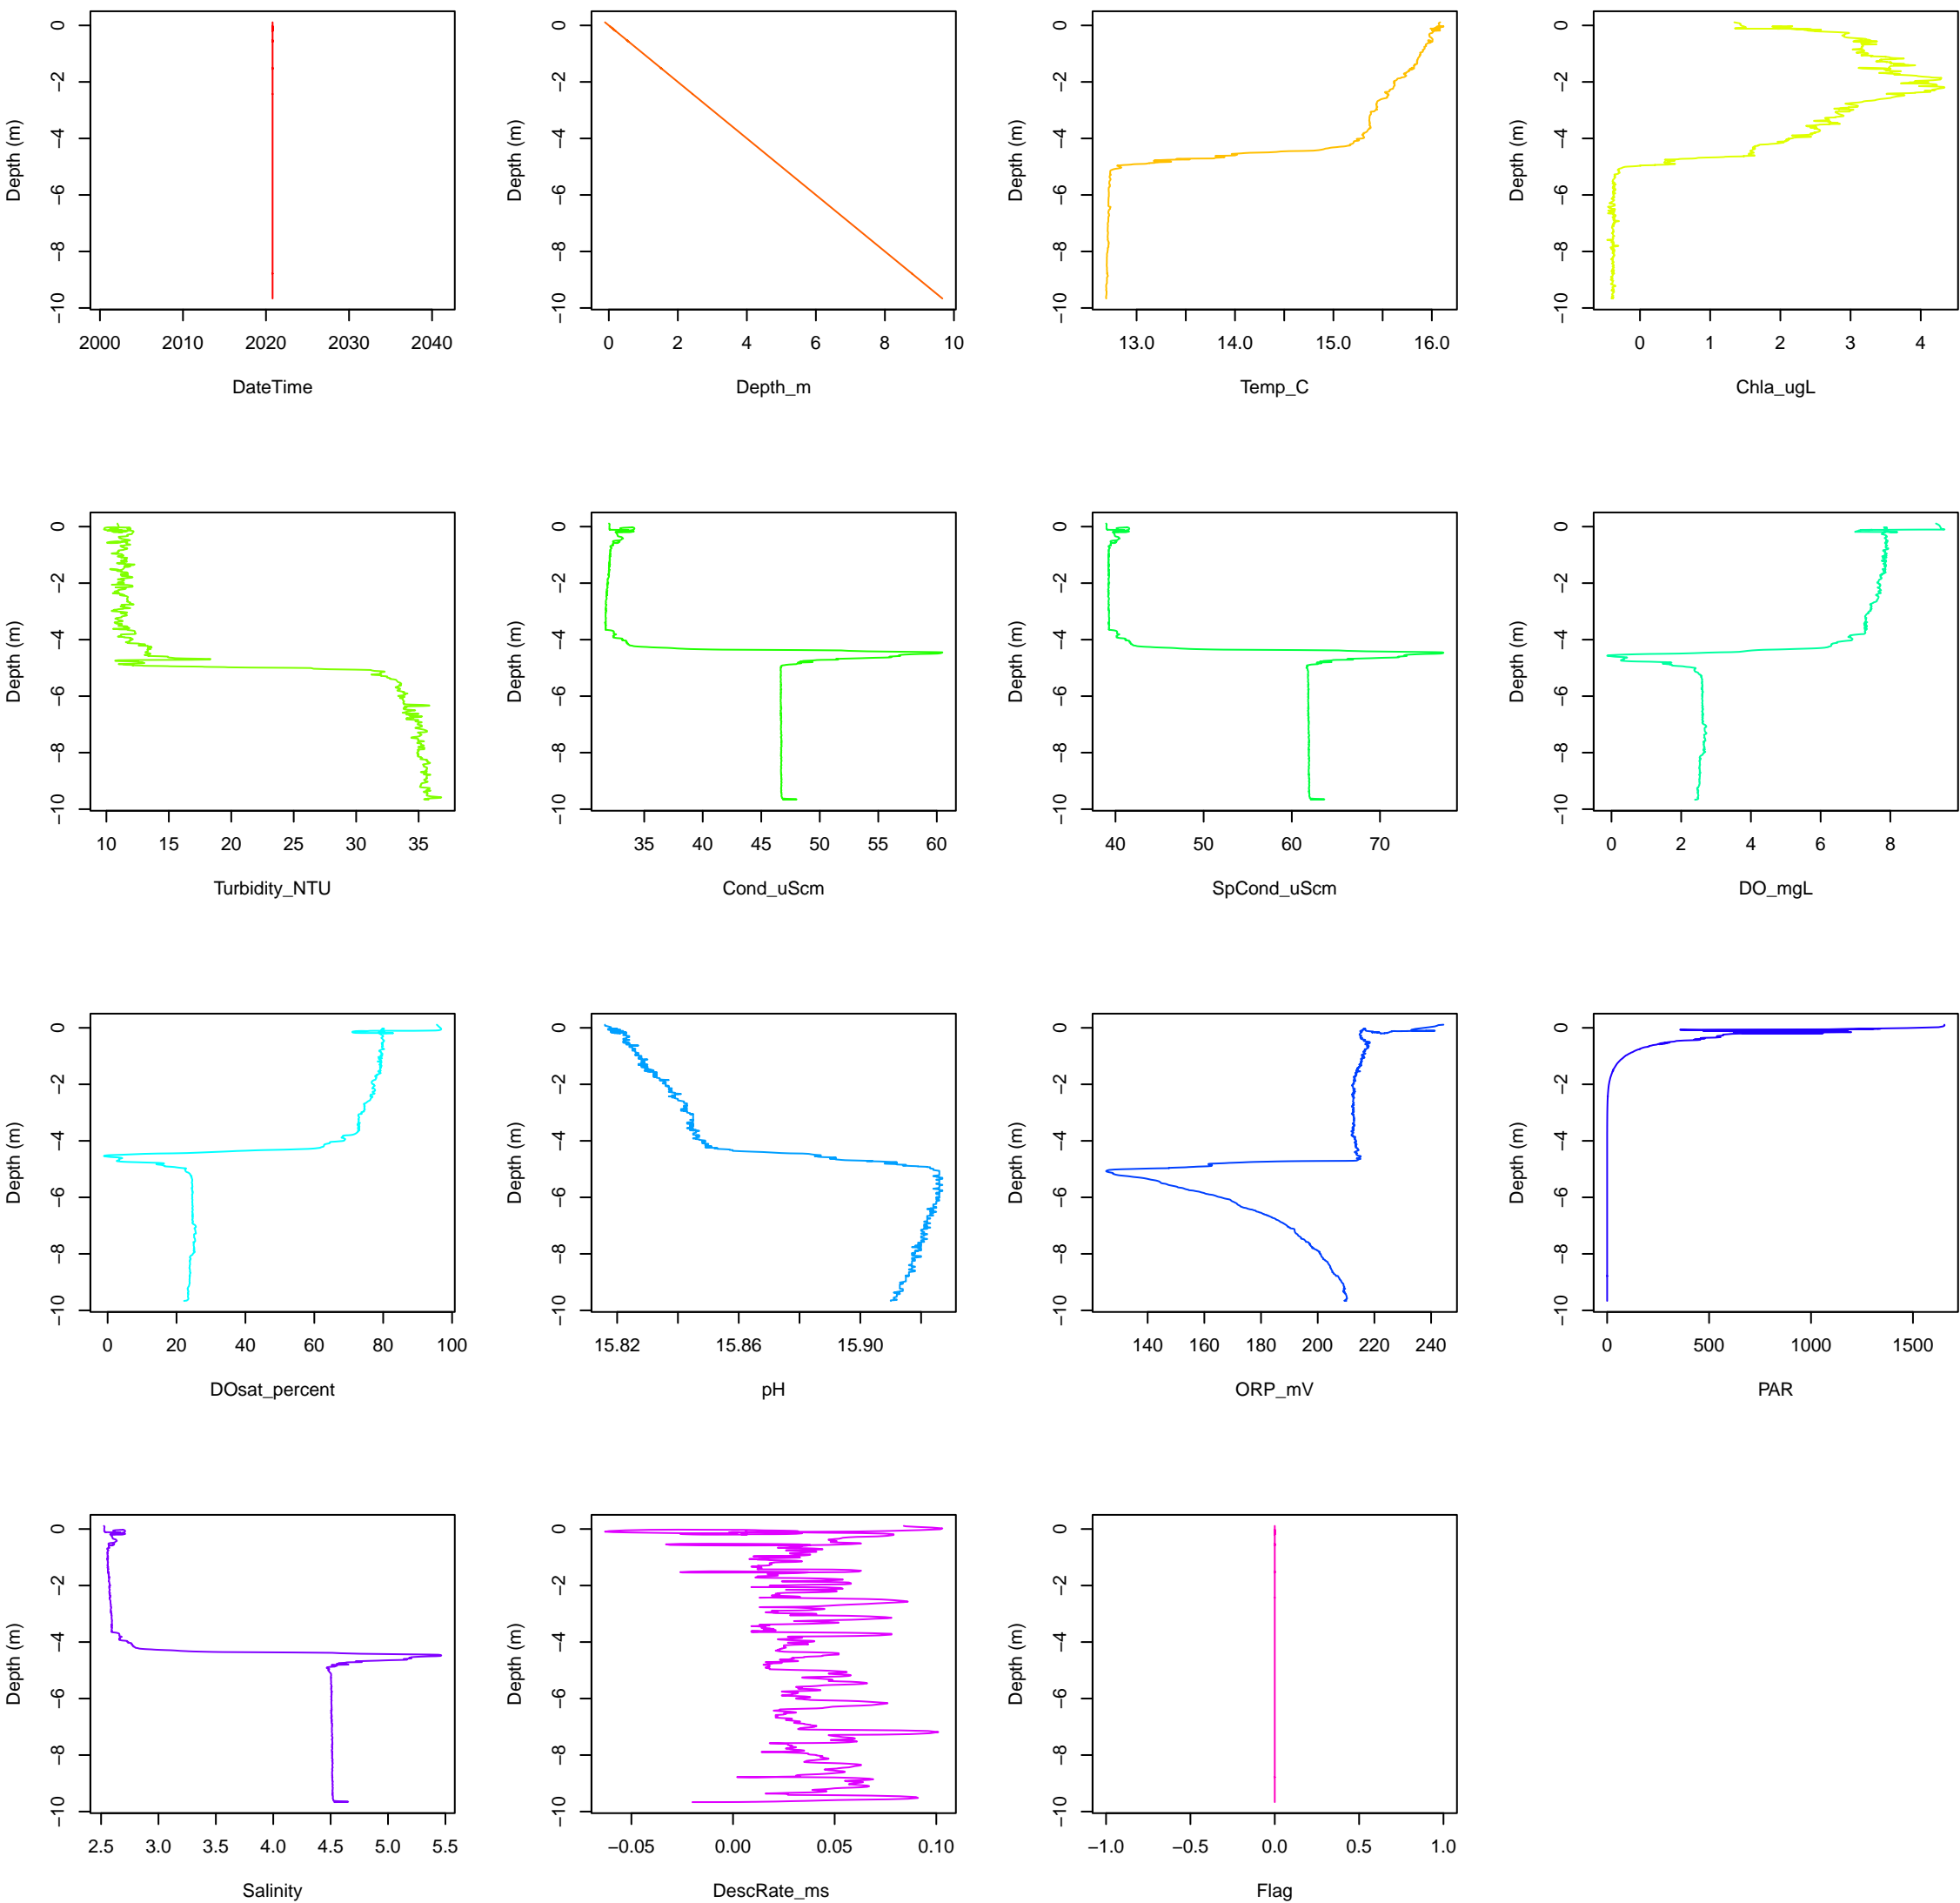 0 0 0 0
−2 −2 −2 −2
−4 −4 −4 −4
Depth (m) Depth (m) Depth (m) Depth (m)
−6 −6 −6 −6
−8 −8 −8 −8
−10 −10 −10 −10
2000 2010 2020 2030 2040 0 2 4 6 8 10 13.0 14.0 15.0 16.0 0 1 2 3 4
DateTime Depth_m Temp_C Chla_ugL
0 0 0 0
−2 −2 −2 −2
−4 −4 −4 −4
Depth (m) Depth (m) Depth (m) Depth (m)
−6 −6 −6 −6
−8 −8 −8 −8
−10 −10 −10 −10
10 15 20 25 30 35 35 40 45 50 55 60 40 50 60 70 0 2 4 6 8
Turbidity_NTU Cond_uScm SpCond_uScm DO_mgL
0 0 0 0
−2 −2 −2 −2
−4 −4 −4 −4
Depth (m) Depth (m) Depth (m) Depth (m)
−6 −6 −6 −6
−8 −8 −8 −8
−10 −10 −10 −10
0 20 40 60 80 100 15.82 15.86 15.90 140 160 180 200 220 240 0 500 1000 1500
DOsat_percent pH ORP_mV PAR
0 0 0
−2 −2 −2
−4 −4 −4
Depth (m) Depth (m) Depth (m)
−6 −6 −6
−8 −8 −8
−10 −10 −10
2.5 3.0 3.5 4.0 4.5 5.0 5.5 −0.05 0.00 0.05 0.10 −1.0 −0.5 0.0 0.5 1.0
Salinity DescRate_ms Flag